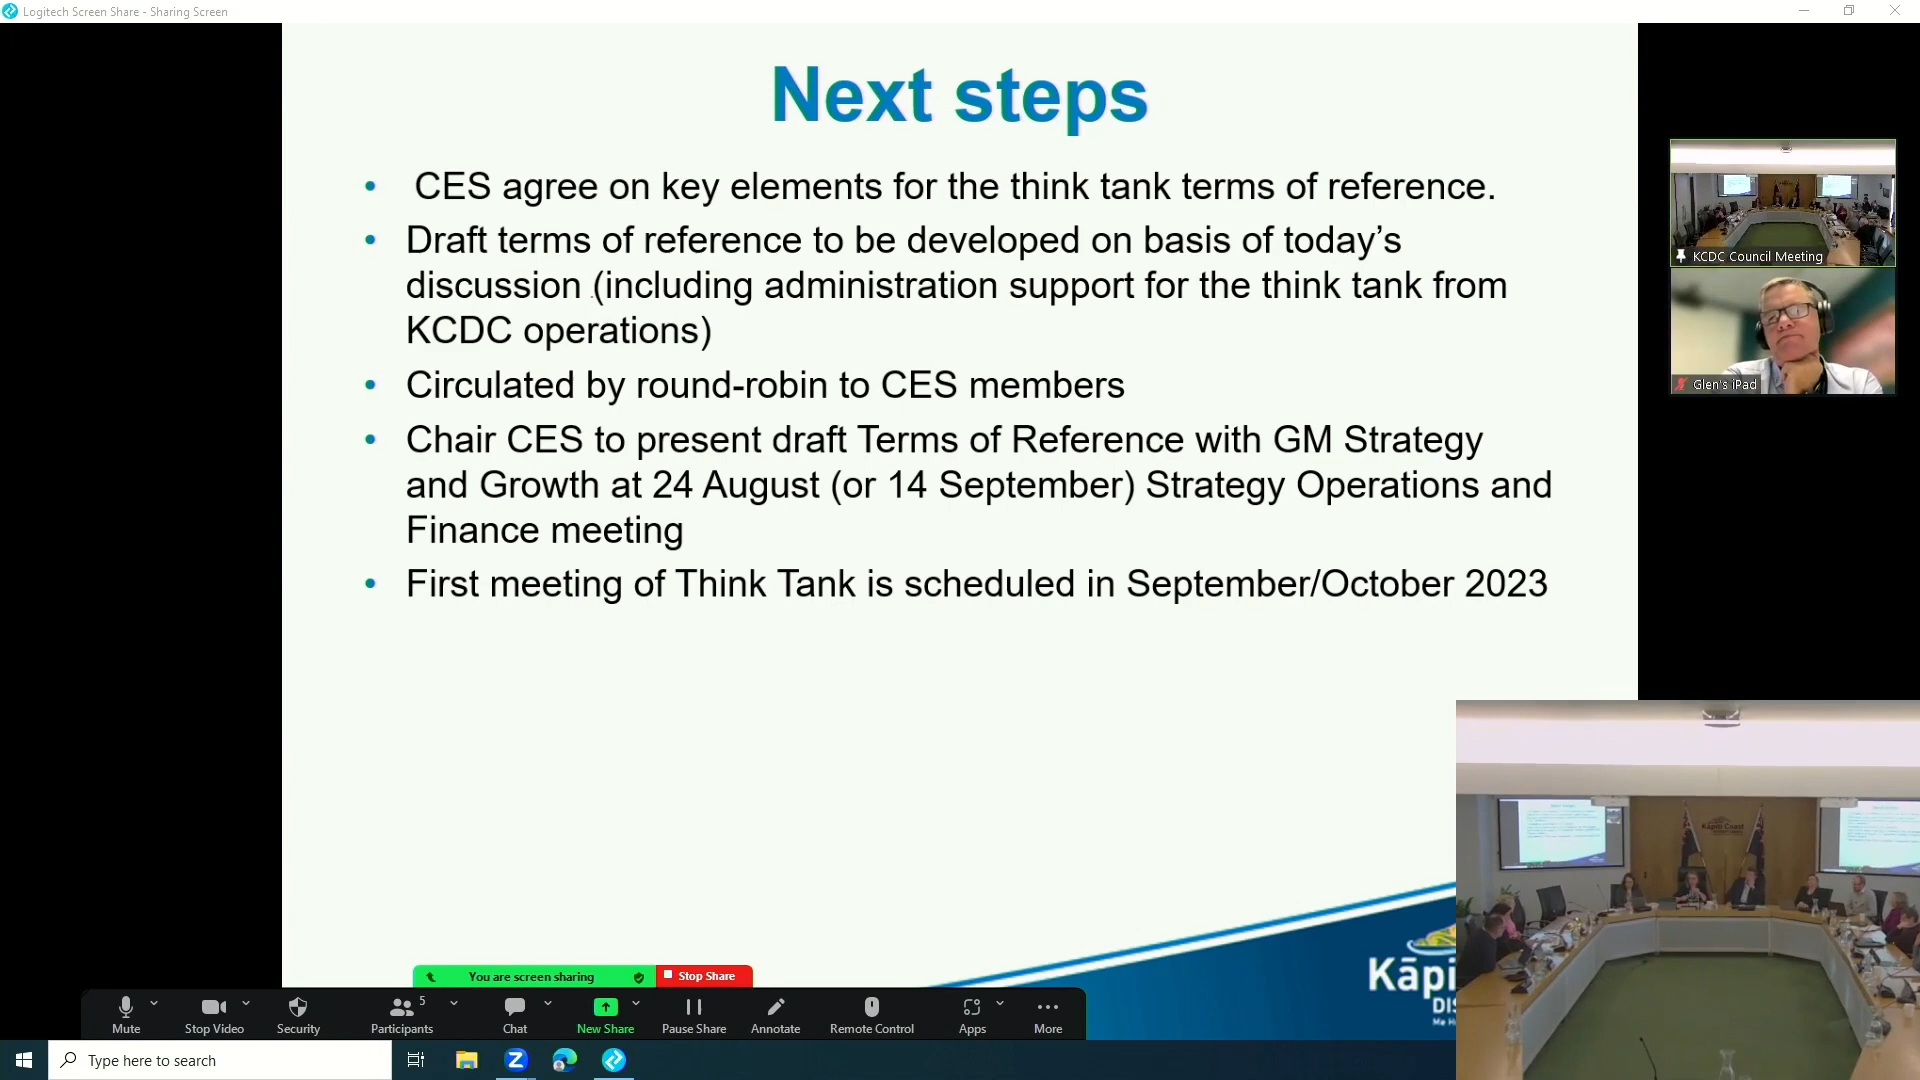 Logitech Screen Share - Sharing Screen
Next steps
• CES agree on key elements for the think tank terms of reference.
• Draft terms of reference to be developed on basis of today’s
discussion (including administration support for the think tank from
KCDC operations)
• Circulated by round-robin to CES members
• Chair CES to present draft Terms of Reference with GM Strategy
and Growth at 24 August (or 14 September) Strategy Operations and
Finance meeting
• First meeting of Think Tank is scheduled in September/October 2023
KCDC Council Meeting
Glen's iPad
Kāpiti Coast
You are screen sharing
Stop Share
5
Mute
Stop Video
Security
Participants
Chat
New Share
Pause Share
Annotate
Remote Control
Apps
More
Type here to search